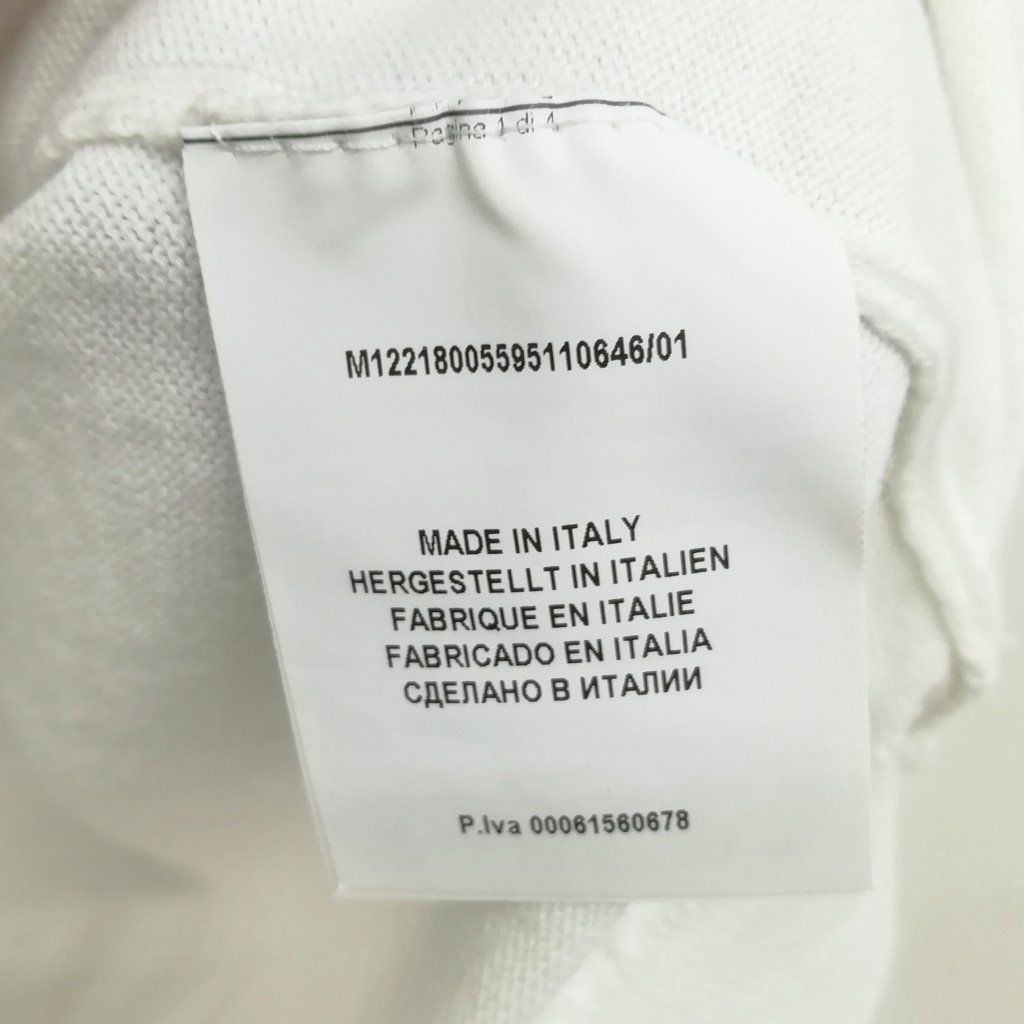 Pagina 1 di 4
M12218005595110646/01
MADE IN ITALY
HERGESTELLT IN ITALIEN
FABRIQUE EN ITALIE
FABRICADO EN ITALIA
СДЕЛАНО В ИТАЛИИ
P.Iva 00061560678